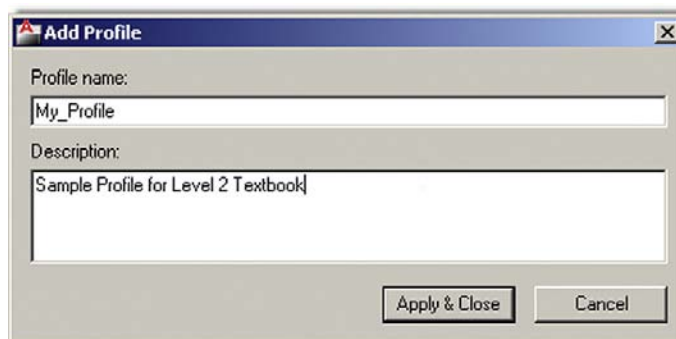 Add Profile
Profile name:
My_Profile
Description:
Sample Profile for Level 2 Textbook
Apply & Close
Cancel